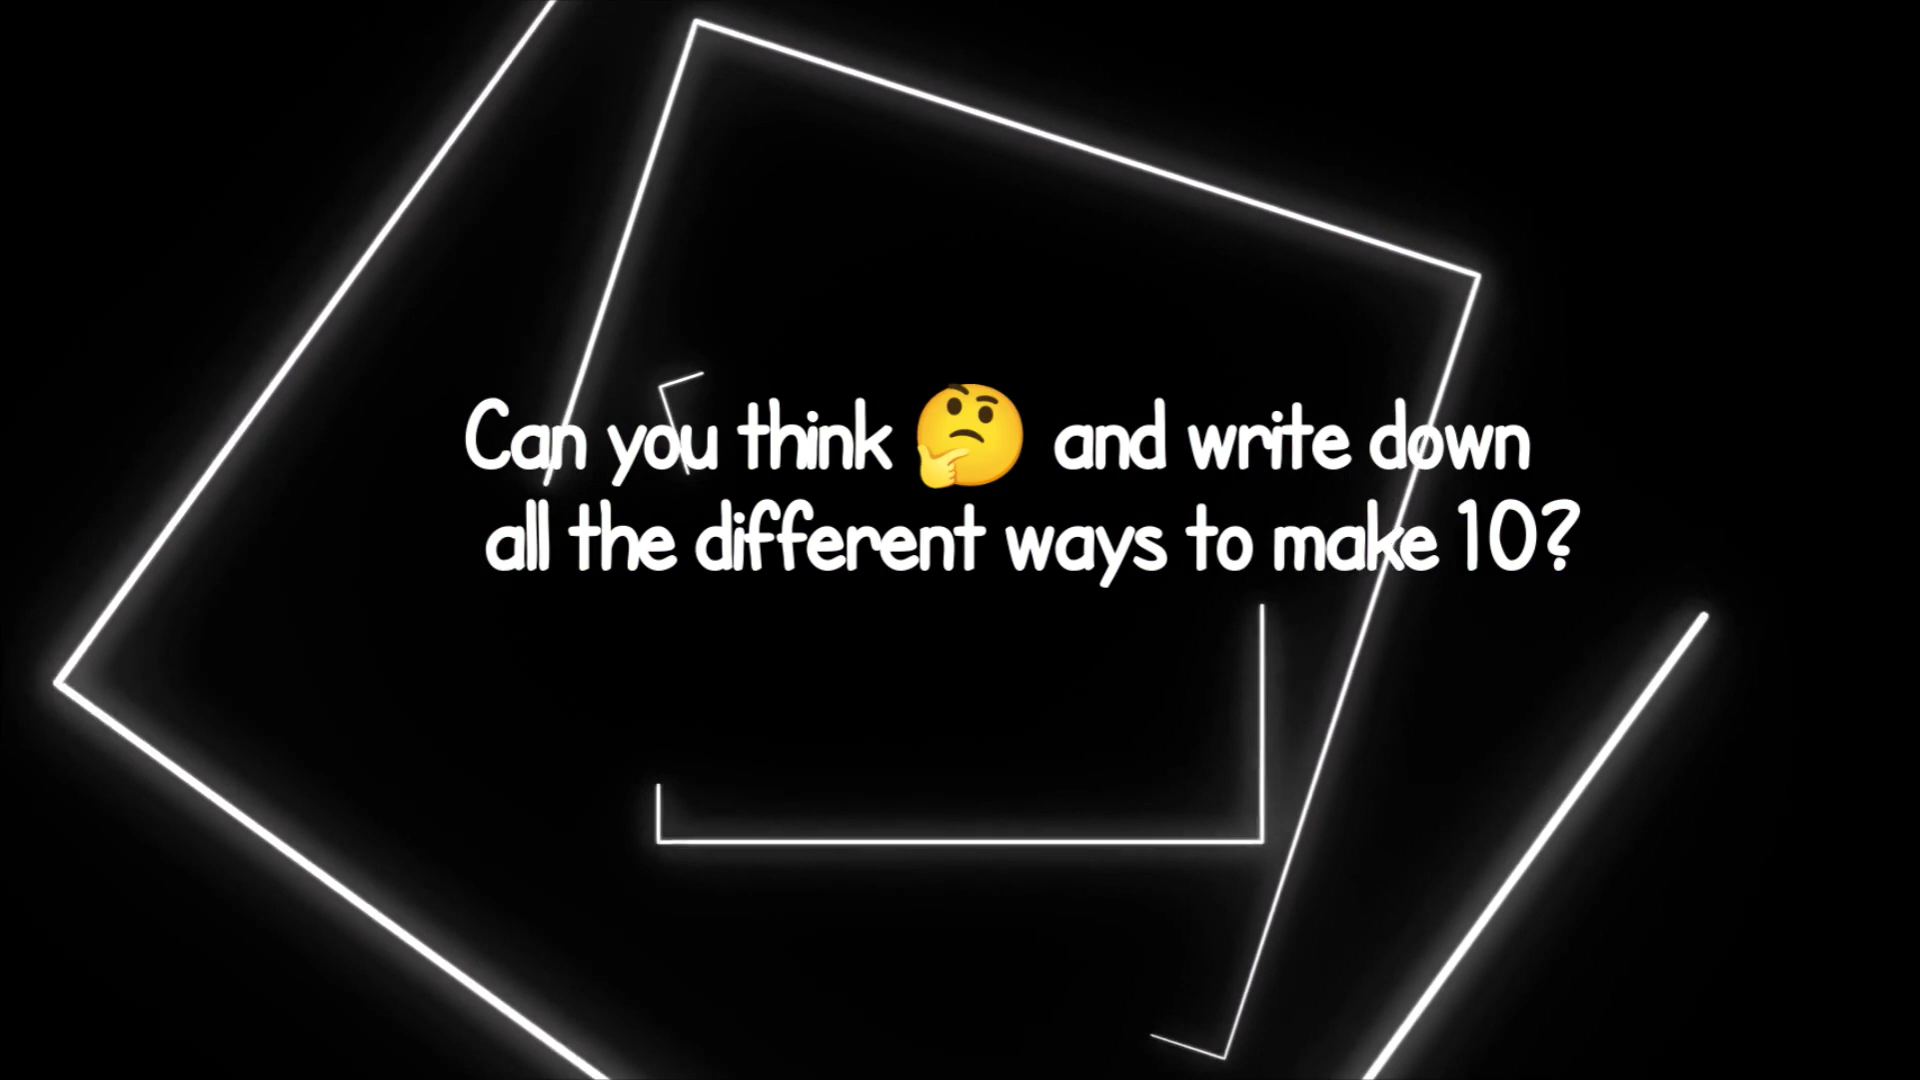 Can you think 🤔 and write down
all the different ways to make 10?